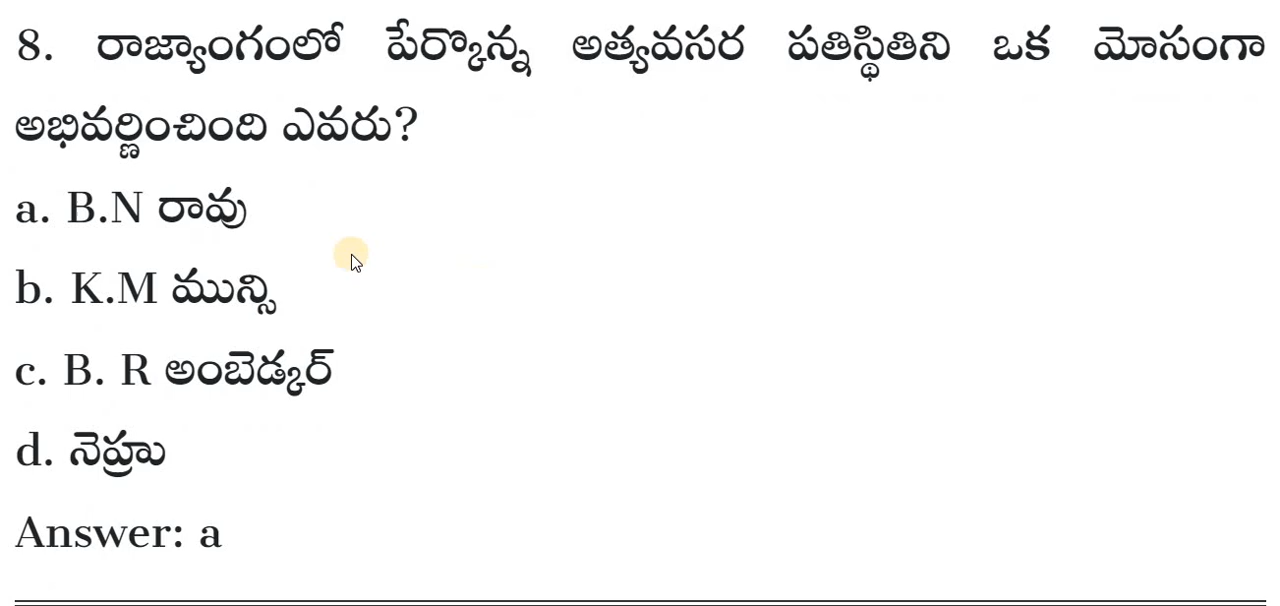 8. రాజ్యాంగంలో పేర్కొన్న అత్యవసర పతిస్థితిని ఒక మోసంగా
అభివర్ణించింది ఎవరు?
a. B.N రావు
b. K.M మున్సి
c. B. R అంబెడ్కర్
d. నెహ్రు
Answer: a